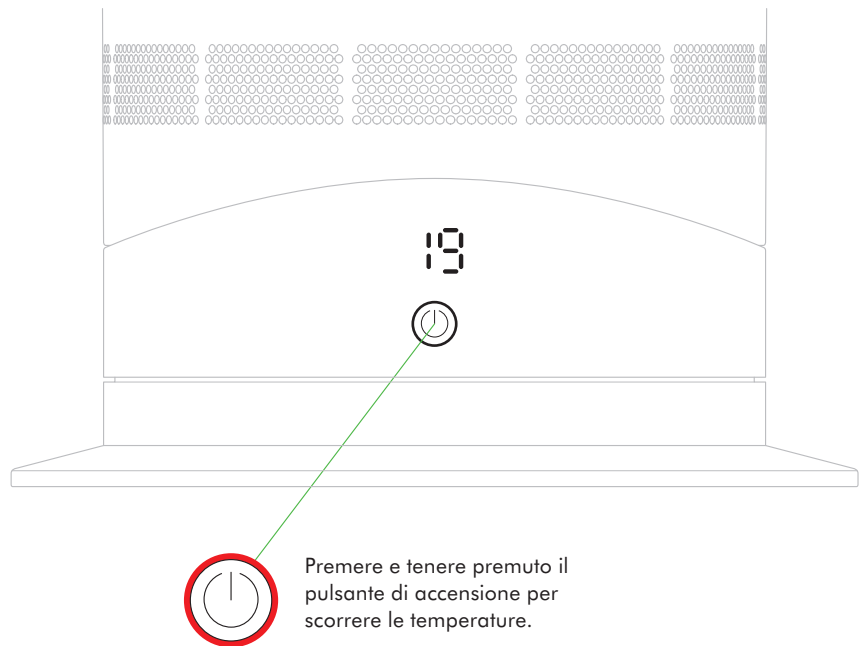 19
Premere e tenere premuto il
pulsante di accensione per
scorrere le temperature.